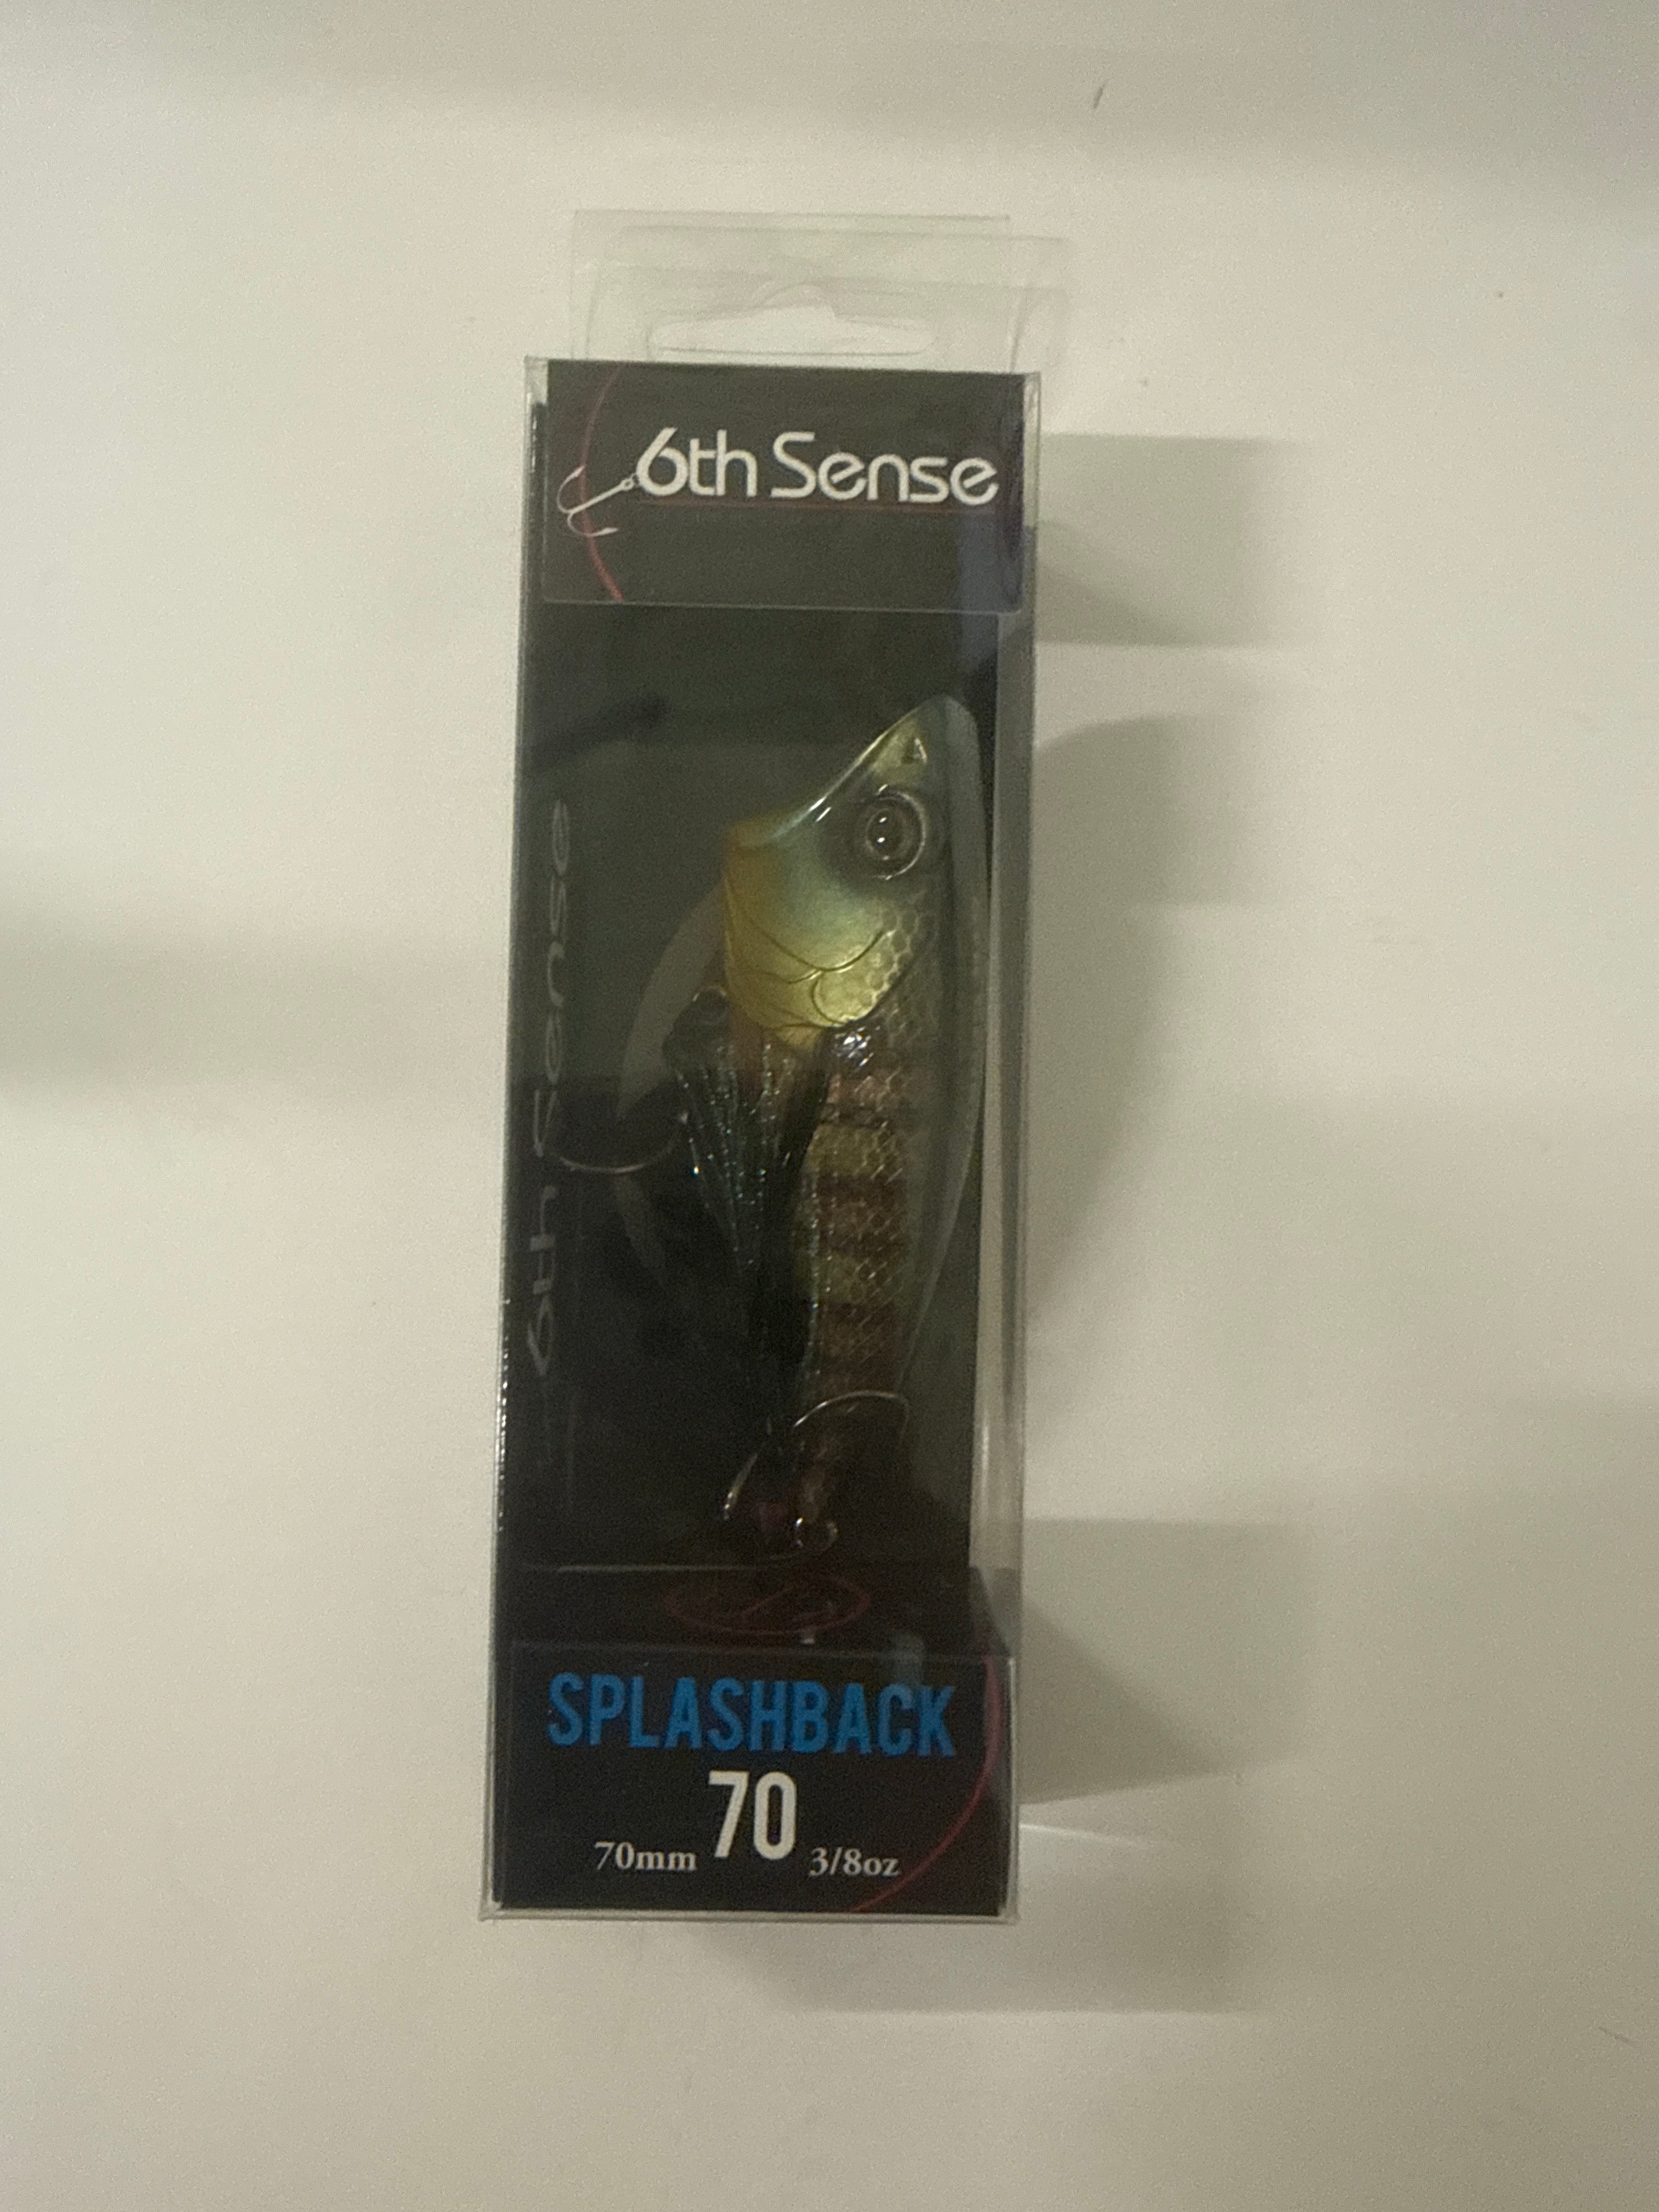 6th Sense
6th Sense
SPLASHBACK
70
70mm 3/8oz